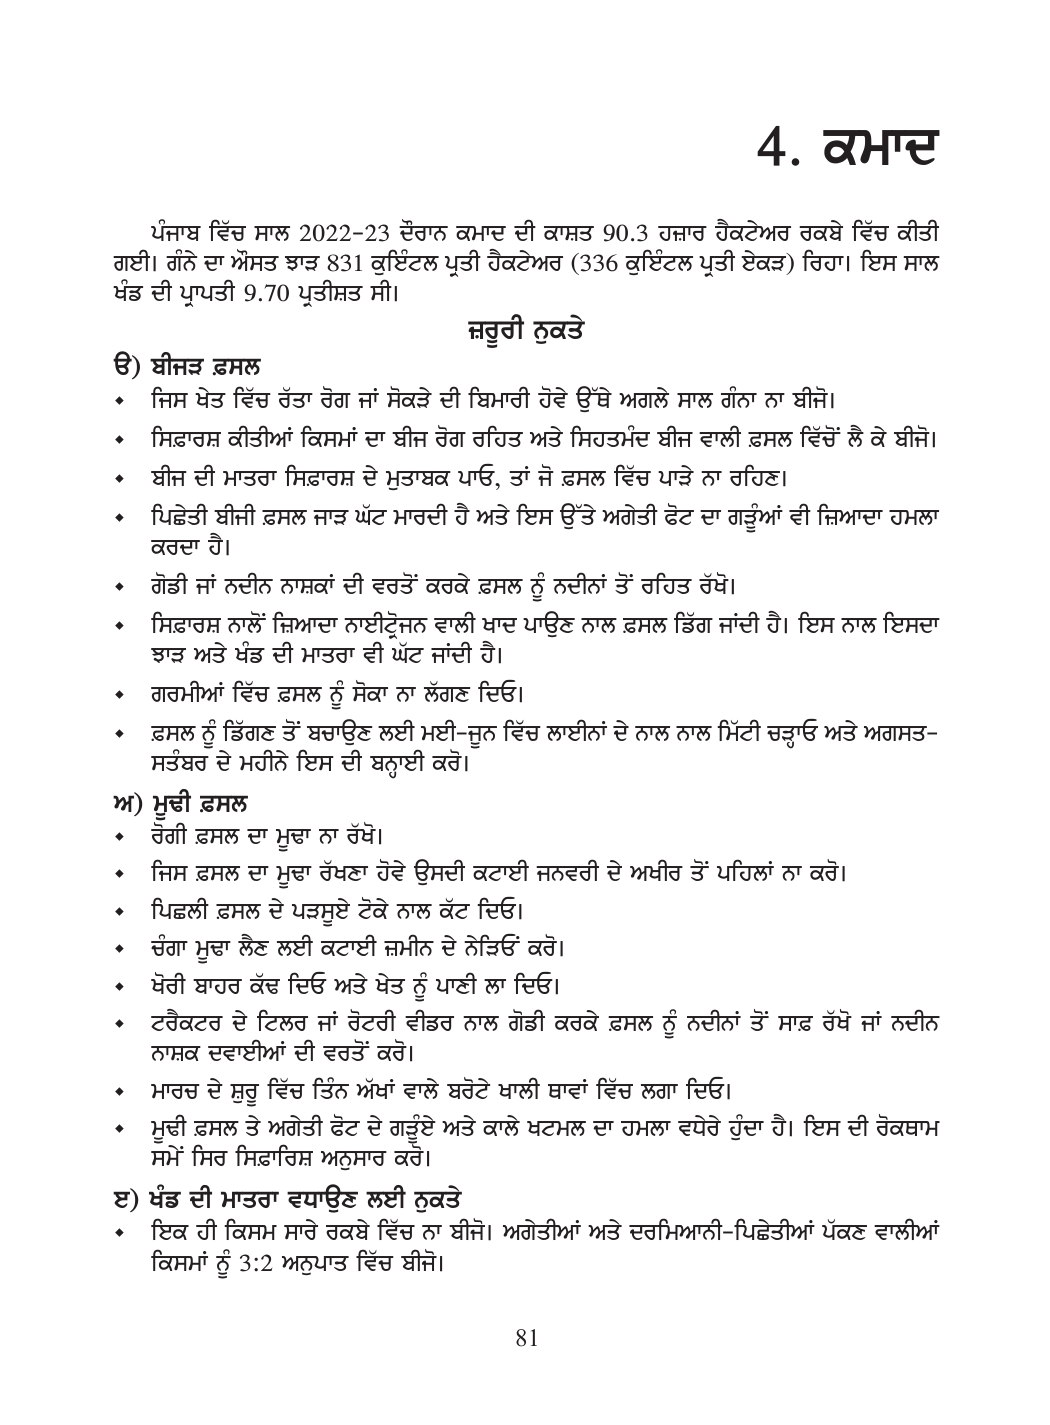 4. ਕਮਾਦ
ਪੰਜਾਬ ਵਿੱਚ ਸਾਲ 2022-23 ਦੌਰਾਨ ਕਮਾਦ ਦੀ ਕਾਸ਼ਤ 90.3 ਹਜ਼ਾਰ ਹੈਕਟੇਅਰ ਰਕਬੇ ਵਿੱਚ ਕੀਤੀ
ਗਈ। ਗੰਨੇ ਦਾ ਔਸਤ ਝਾੜ 831 ਕੁਇੰਟਲ ਪ੍ਰਤੀ ਹੈਕਟੇਅਰ (336 ਕੁਇੰਟਲ ਪ੍ਰਤੀ ਏਕੜ) ਰਿਹਾ। ਇਸ ਸਾਲ
ਖੰਡ ਦੀ ਪ੍ਰਾਪਤੀ 9.70 ਪ੍ਰਤੀਸ਼ਤ ਸੀ।
ਜ਼ਰੂਰੀ ਨੁਕਤੇ
ੳ) ਬੀਜੜ ਫ਼ਸਲ
⬥ ਜਿਸ ਖੇਤ ਵਿੱਚ ਰੱਤਾ ਰੋਗ ਜਾਂ ਸੋਕੜੇ ਦੀ ਬਿਮਾਰੀ ਹੋਵੇ ਉੱਥੇ ਅਗਲੇ ਸਾਲ ਗੰਨਾ ਨਾ ਬੀਜੋ।
⬥ ਸਿਫ਼ਾਰਸ਼ ਕੀਤੀਆਂ ਕਿਸਮਾਂ ਦਾ ਬੀਜ ਰੋਗ ਰਹਿਤ ਅਤੇ ਸਿਹਤਮੰਦ ਬੀਜ ਵਾਲੀ ਫ਼ਸਲ ਵਿੱਚੋਂ ਲੈ ਕੇ ਬੀਜੋ।
⬥ ਬੀਜ ਦੀ ਮਾਤਰਾ ਸਿਫ਼ਾਰਸ਼ ਦੇ ਮੁਤਾਬਕ ਪਾਓ, ਤਾਂ ਜੋ ਫ਼ਸਲ ਵਿੱਚ ਪਾੜੇ ਨਾ ਰਹਿਣ।
⬥ ਪਿਛੇਤੀ ਬੀਜੀ ਫ਼ਸਲ ਜਾੜ ਘੱਟ ਮਾਰਦੀ ਹੈ ਅਤੇ ਇਸ ਉੱਤੇ ਅਗੇਤੀ ਫੋਟ ਦਾ ਗੜੂੰਆਂ ਵੀ ਜ਼ਿਆਦਾ ਹਮਲਾ
ਕਰਦਾ ਹੈ।
⬥ ਗੋਡੀ ਜਾਂ ਨਦੀਨ ਨਾਸ਼ਕਾਂ ਦੀ ਵਰਤੋਂ ਕਰਕੇ ਫ਼ਸਲ ਨੂੰ ਨਦੀਨਾਂ ਤੋਂ ਰਹਿਤ ਰੱਖੋ।
⬥ ਸਿਫ਼ਾਰਸ਼ ਨਾਲੋਂ ਜ਼ਿਆਦਾ ਨਾਈਟ੍ਰੋਜਨ ਵਾਲੀ ਖਾਦ ਪਾਉਣ ਨਾਲ ਫ਼ਸਲ ਡਿੱਗ ਜਾਂਦੀ ਹੈ। ਇਸ ਨਾਲ ਇਸਦਾ
ਝਾੜ ਅਤੇ ਖੰਡ ਦੀ ਮਾਤਰਾ ਵੀ ਘੱਟ ਜਾਂਦੀ ਹੈ।
⬥ ਗਰਮੀਆਂ ਵਿੱਚ ਫ਼ਸਲ ਨੂੰ ਸੋਕਾ ਨਾ ਲੱਗਣ ਦਿਓ।
⬥ ਫ਼ਸਲ ਨੂੰ ਡਿੱਗਣ ਤੋਂ ਬਚਾਉਣ ਲਈ ਮਈ-ਜੂਨ ਵਿੱਚ ਲਾਈਨਾਂ ਦੇ ਨਾਲ ਨਾਲ ਮਿੱਟੀ ਚੜ੍ਹਾਓ ਅਤੇ ਅਗਸਤ-
ਸਤੰਬਰ ਦੇ ਮਹੀਨੇ ਇਸ ਦੀ ਬਨ੍ਹਾਈ ਕਰੋ।
ਅ) ਮੂਢੀ ਫ਼ਸਲ
⬥ ਰੋਗੀ ਫ਼ਸਲ ਦਾ ਮੂਢਾ ਨਾ ਰੱਖੋ।
⬥ ਜਿਸ ਫ਼ਸਲ ਦਾ ਮੂਢਾ ਰੱਖਣਾ ਹੋਵੇ ਉਸਦੀ ਕਟਾਈ ਜਨਵਰੀ ਦੇ ਅਖੀਰ ਤੋਂ ਪਹਿਲਾਂ ਨਾ ਕਰੋ।
⬥ ਪਿਛਲੀ ਫ਼ਸਲ ਦੇ ਪੜਸੂਏ ਟੋਕੇ ਨਾਲ ਕੱਟ ਦਿਓ।
⬥ ਚੰਗਾ ਮੂਢਾ ਲੈਣ ਲਈ ਕਟਾਈ ਜ਼ਮੀਨ ਦੇ ਨੇੜਿਓਂ ਕਰੋ।
⬥ ਖੋਰੀ ਬਾਹਰ ਕੱਢ ਦਿਓ ਅਤੇ ਖੇਤ ਨੂੰ ਪਾਣੀ ਲਾ ਦਿਓ।
⬥ ਟਰੈਕਟਰ ਦੇ ਟਿਲਰ ਜਾਂ ਰੋਟਰੀ ਵੀਡਰ ਨਾਲ ਗੋਡੀ ਕਰਕੇ ਫ਼ਸਲ ਨੂੰ ਨਦੀਨਾਂ ਤੋਂ ਸਾਫ਼ ਰੱਖੋ ਜਾਂ ਨਦੀਨ
ਨਾਸ਼ਕ ਦਵਾਈਆਂ ਦੀ ਵਰਤੋਂ ਕਰੋ।
⬥ ਮਾਰਚ ਦੇ ਸ਼ੁਰੂ ਵਿੱਚ ਤਿੰਨ ਅੱਖਾਂ ਵਾਲੇ ਬਰੋਟੇ ਖਾਲੀ ਥਾਵਾਂ ਵਿੱਚ ਲਗਾ ਦਿਓ।
⬥ ਮੂਢੀ ਫ਼ਸਲ ਤੇ ਅਗੇਤੀ ਫੋਟ ਦੇ ਗੜੂੰਏ ਅਤੇ ਕਾਲੇ ਖਟਮਲ ਦਾ ਹਮਲਾ ਵਧੇਰੇ ਹੁੰਦਾ ਹੈ। ਇਸ ਦੀ ਰੋਕਥਾਮ
ਸਮੇਂ ਸਿਰ ਸਿਫ਼ਾਰਿਸ਼ ਅਨੁਸਾਰ ਕਰੋ।
ੲ) ਖੰਡ ਦੀ ਮਾਤਰਾ ਵਧਾਉਣ ਲਈ ਨੁਕਤੇ
⬥ ਇਕ ਹੀ ਕਿਸਮ ਸਾਰੇ ਰਕਬੇ ਵਿੱਚ ਨਾ ਬੀਜੋ। ਅਗੇਤੀਆਂ ਅਤੇ ਦਰਮਿਆਨੀ-ਪਿਛੇਤੀਆਂ ਪੱਕਣ ਵਾਲੀਆਂ
ਕਿਸਮਾਂ ਨੂੰ 3:2 ਅਨੁਪਾਤ ਵਿੱਚ ਬੀਜੋ।
81